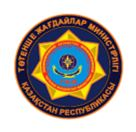 ТӨТЕНШЕ ЖАҒДАЙЛАР МИНИСТРЛІГІ
ҚАЗАҚСТАН РЕСПУБЛИКАСЫ